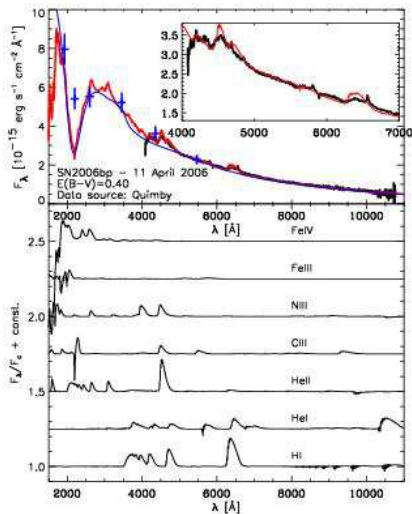 10
8
6
4
2
0
F_λ [10⁻¹⁵ erg s⁻¹ cm⁻² Å⁻¹]
3.5
3.0
2.5
2.0
1.5
4000 5000 6000 7000
SN2006bp - 11 April 2006
E(B-V)=0.40
Data source: Quimby
2000 4000 6000 8000 10000
λ [Å]
2.5
2.0
1.5
1.0
F_λ/F_c + const.
FeIV
FeIII
NIII
CIII
HeII
HeI
HI
2000 4000 6000 8000 10000
λ [Å]